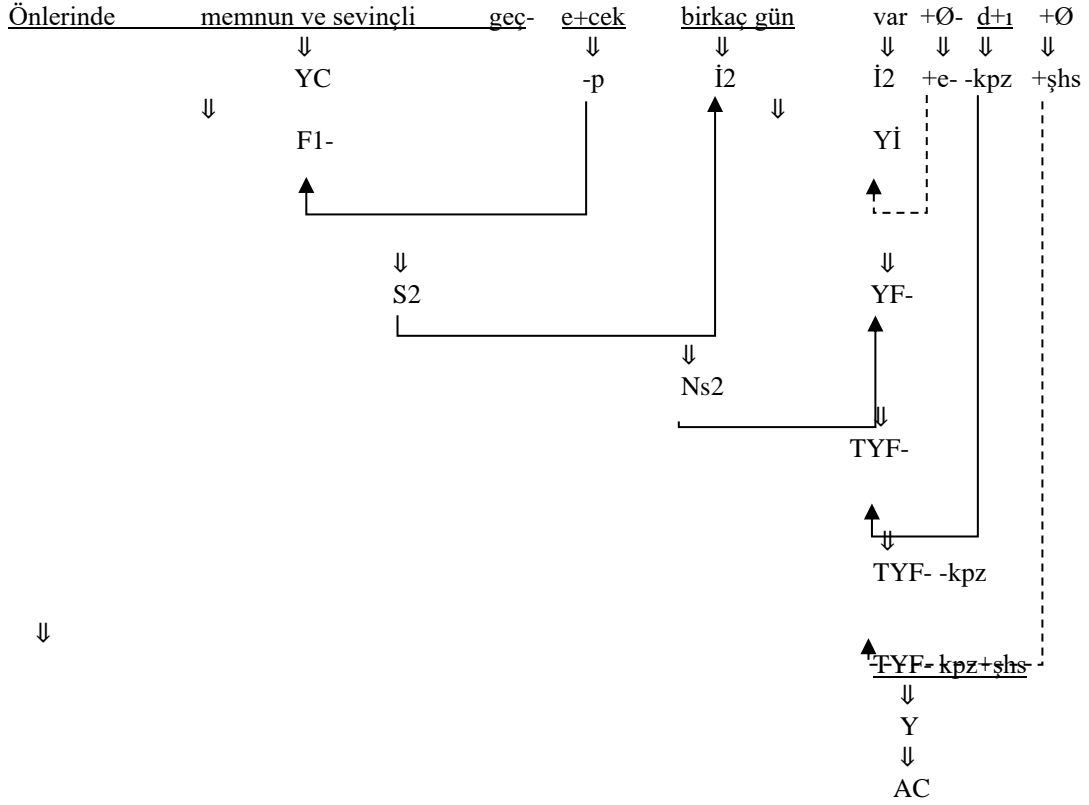 Önlerinde memnun ve sevinçli geç- e+cek birkaç gün var +Ø- d+ı +Ø
⇓ ⇓ ⇓ ⇓ ⇓ ⇓ ⇓
YC -p İ2 İ2 +e- -kpz +şhs
⇓ ⇓
F1- Yİ
⇓ ⇓
S2 YF-
⇓
Ns2
⇓
TYF-
⇓
TYF- -kpz
⇓
TYF- kpz+şhs
⇓
Y
⇓
AC